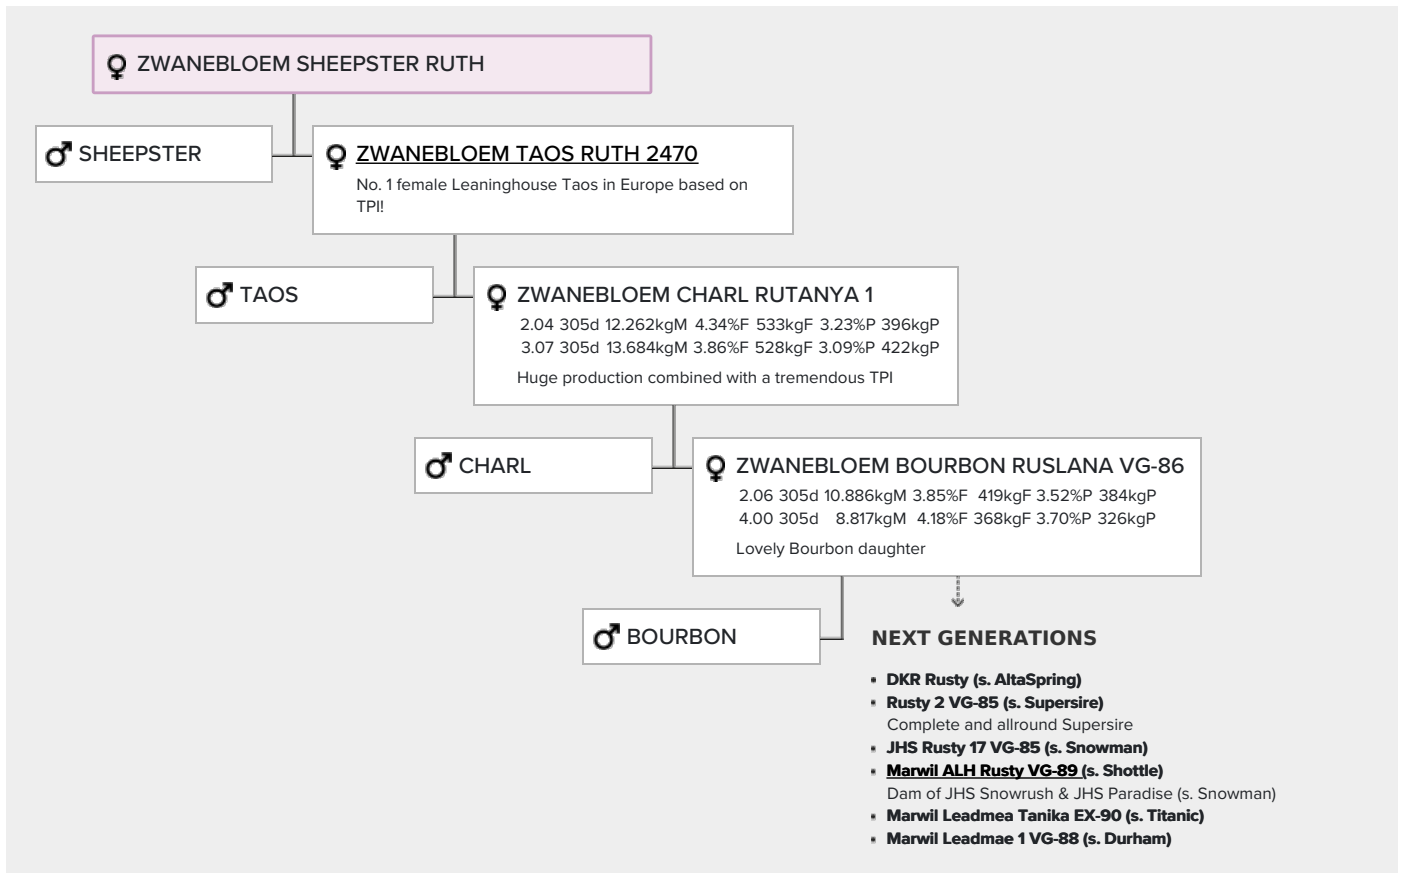 ZWANEBLOEM SHEEPSTER RUTH
SHEEPSTER
ZWANEBLOEM TAOS RUTH 2470
No. 1 female Leaninghouse Taos in Europe based on
TPI!
TAOS
ZWANEBLOEM CHARL RUTANYA 1
2.04 305d 12.262kgM 4.34%F 533kgF 3.23%P 396kgP
3.07 305d 13.684kgM 3.86%F 528kgF 3.09%P 422kgP
Huge production combined with a tremendous TPI
CHARL
ZWANEBLOEM BOURBON RUSLANA VG-86
2.06 305d 10.886kgM 3.85%F 419kgF 3.52%P 384kgP
4.00 305d 8.817kgM 4.18%F 368kgF 3.70%P 326kgP
Lovely Bourbon daughter
BOURBON
NEXT GENERATIONS
DKR Rusty (s. AltaSpring)
Rusty 2 VG-85 (s. Supersire)
Complete and allround Supersire
JHS Rusty 17 VG-85 (s. Snowman)
Marwil ALH Rusty VG-89 (s. Shottle)
Dam of JHS Snowrush & JHS Paradise (s. Snowman)
Marwil Leadmea Tanika EX-90 (s. Titanic)
Marwil Leadmae 1 VG-88 (s. Durham)